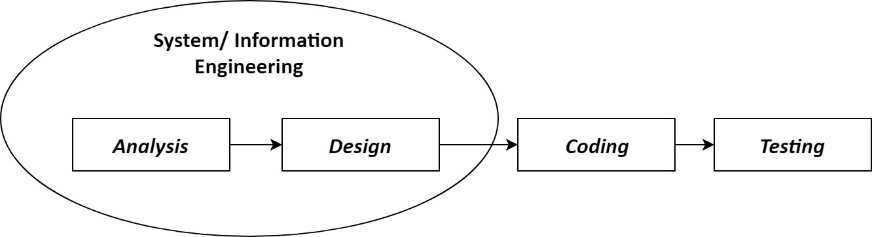 System/ Information
Engineering
Analysis
Design
Coding
Testing